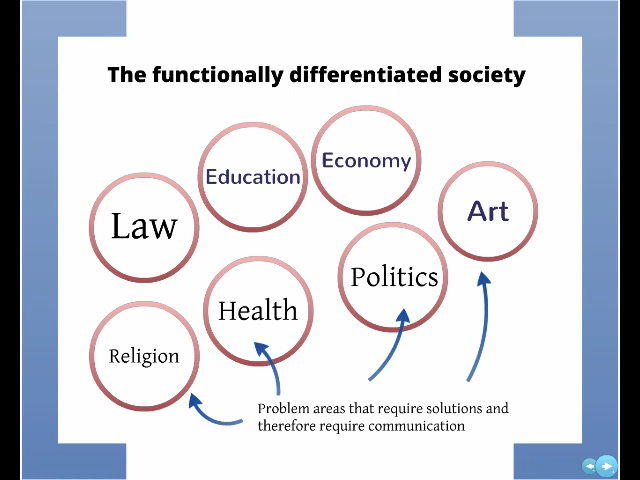 The functionally differentiated society
Education
Economy
Law
Art
Health
Politics
Religion
Problem areas that require solutions and
therefore require communication